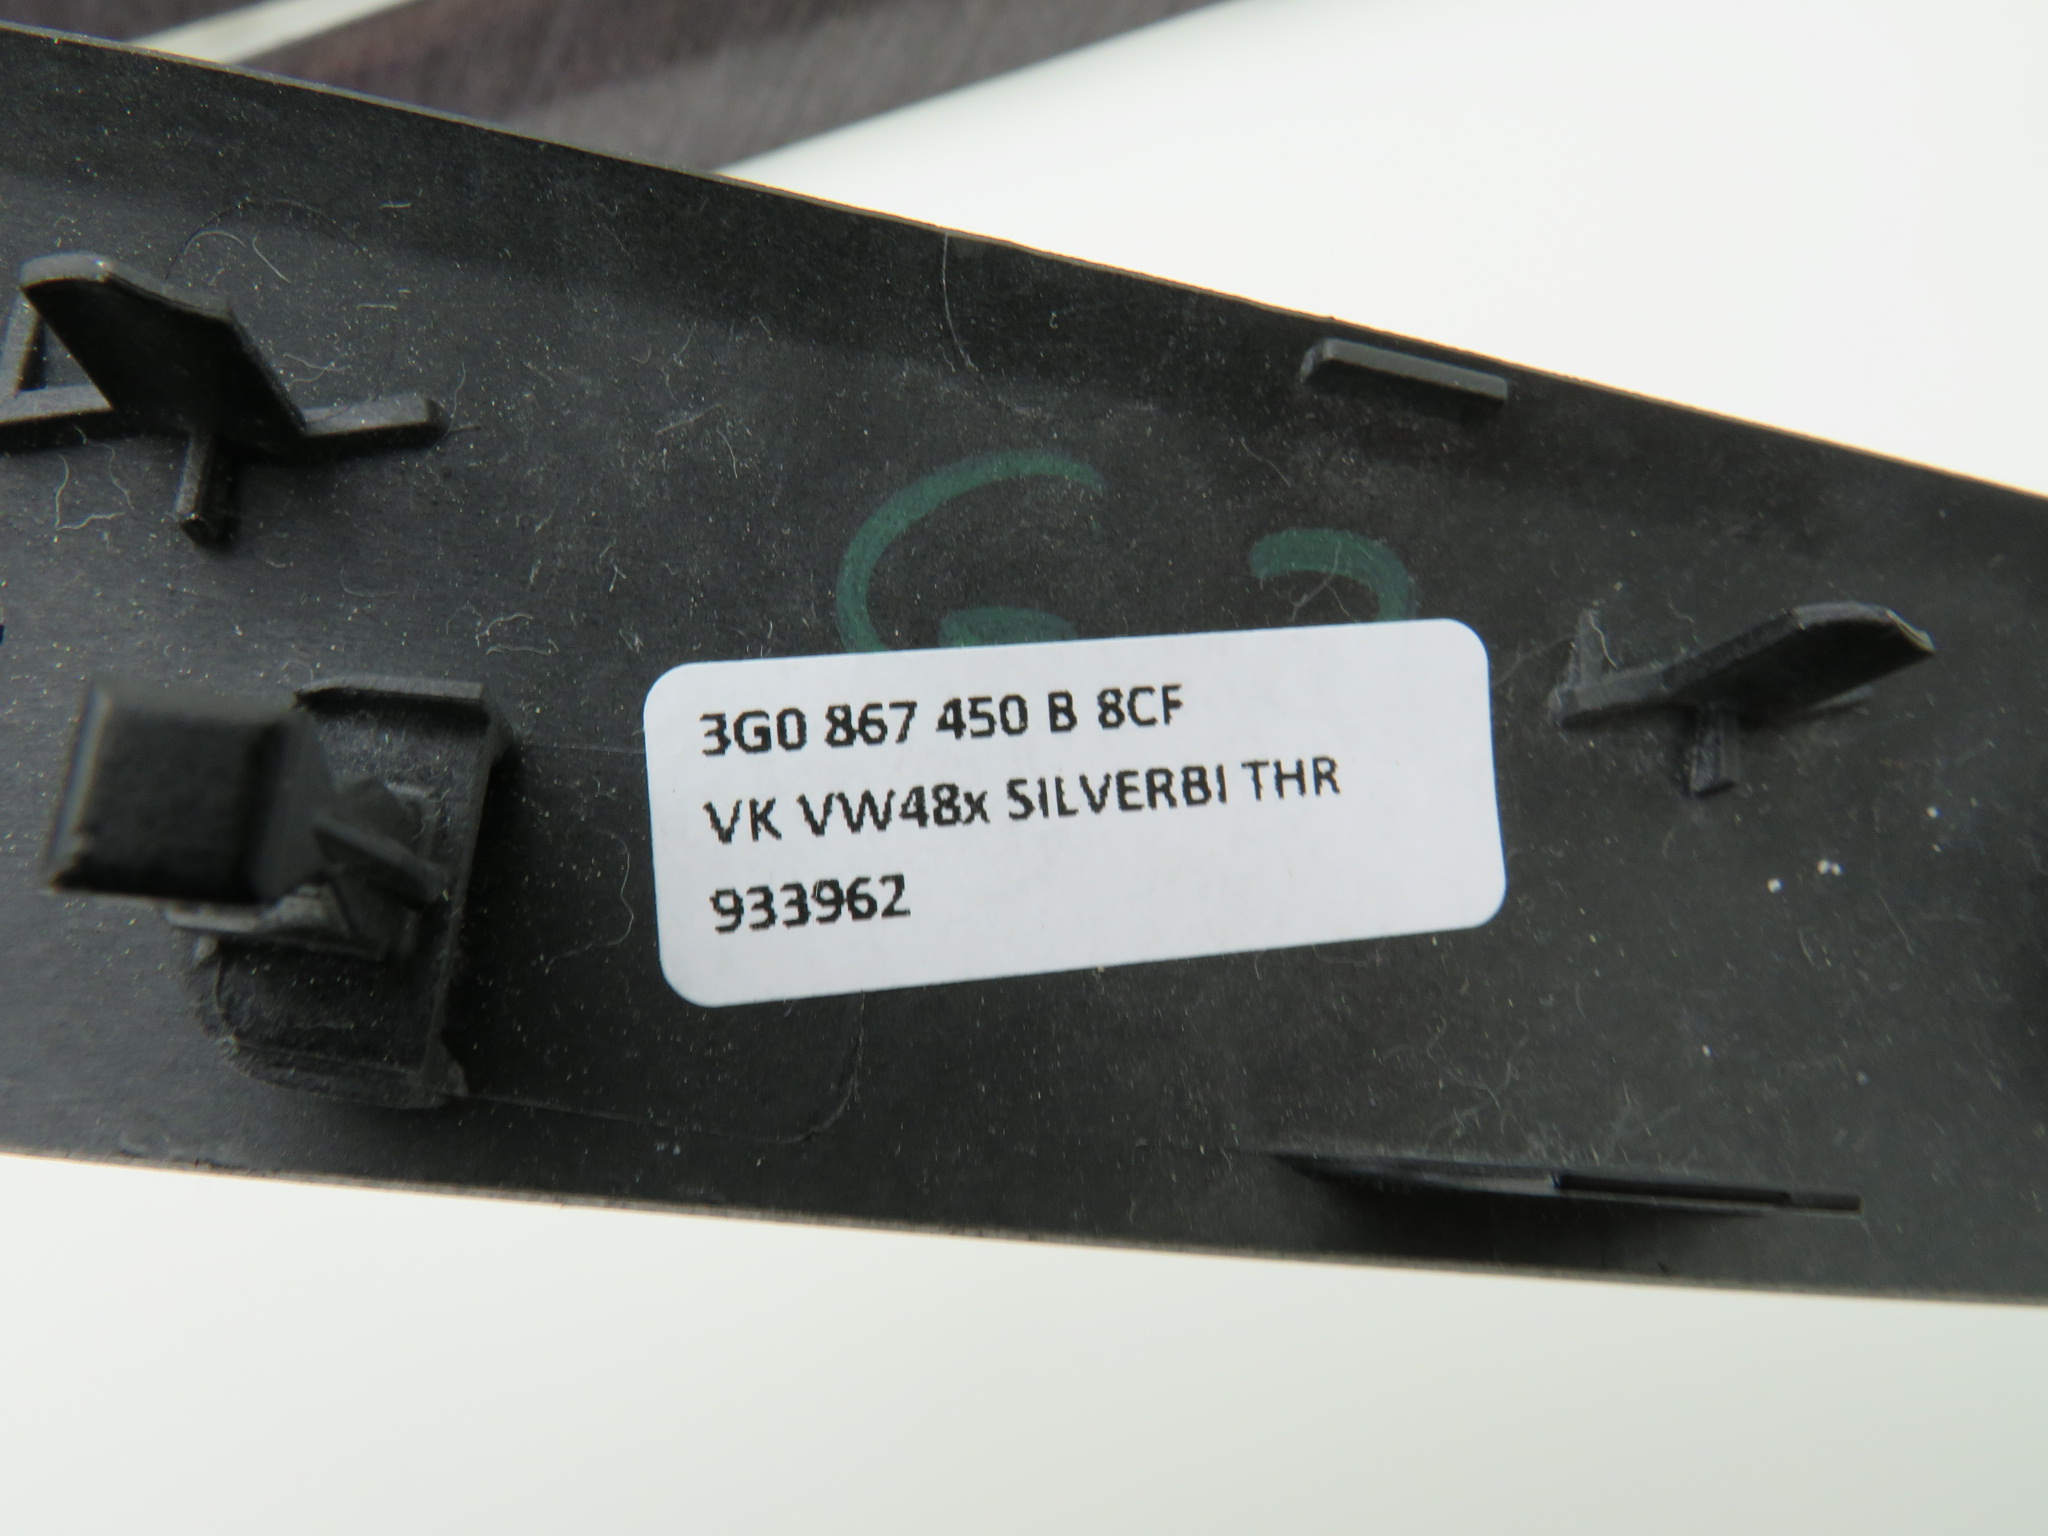 3G0 867 450 B 8CF
VK VW48x SILVERBI THR
933962